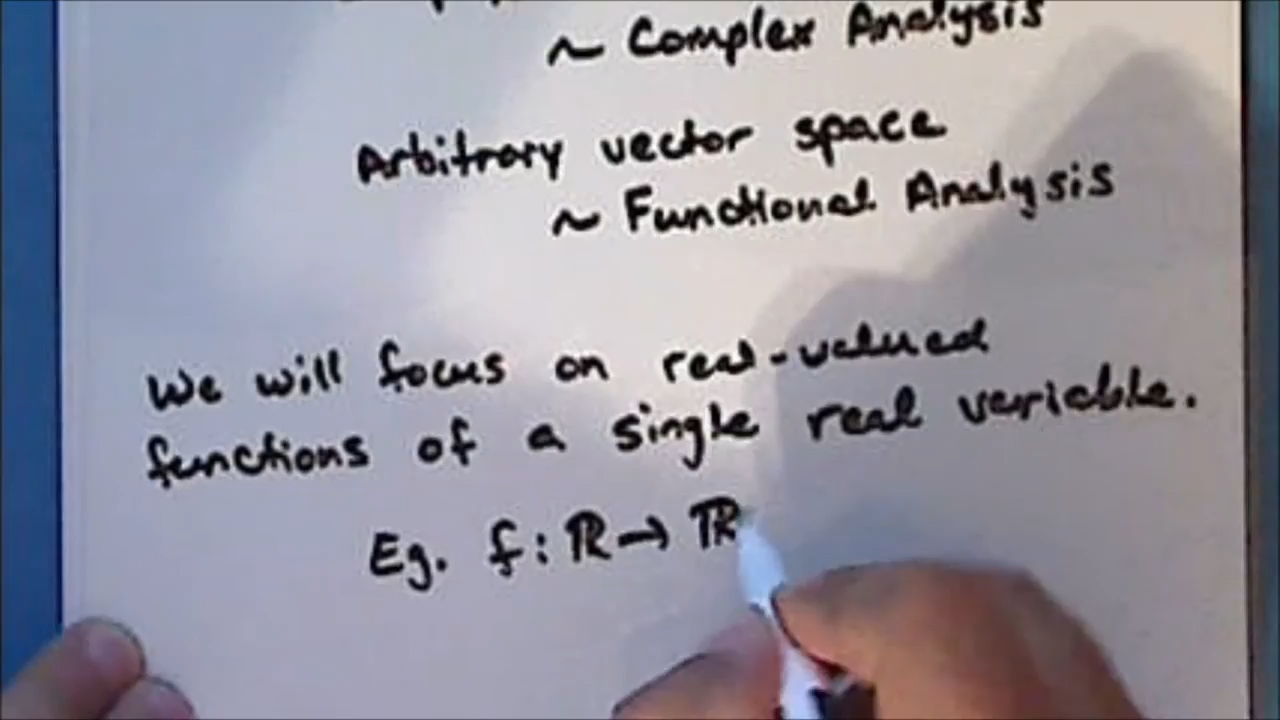 ~ Complex Analysis
Arbitrary vector space
~ Functional Analysis
We will focus on real-valued
functions of a single real variable.
Eg. f: ℝ → ℝ